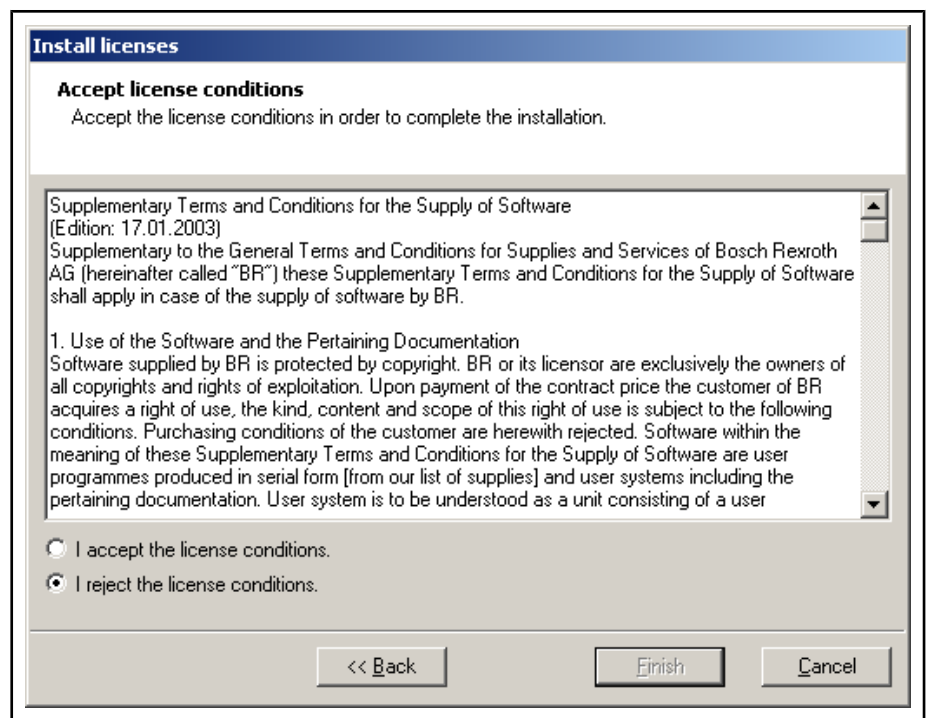 Install licenses
Accept license conditions
Accept the license conditions in order to complete the installation.
Supplementary Terms and Conditions for the Supply of Software
(Edition: 17.01.2003)
Supplementary to the General Terms and Conditions for Supplies and Services of Bosch Rexroth
AG (hereinafter called "BR") these Supplementary Terms and Conditions for the Supply of Software
shall apply in case of the supply of software by BR.
1. Use of the Software and the Pertaining Documentation
Software supplied by BR is protected by copyright. BR or its licensor are exclusively the owners of
all copyrights and rights of exploitation. Upon payment of the contract price the customer of BR
acquires a right of use, the kind, content and scope of this right of use is subject to the following
conditions. Purchasing conditions of the customer are herewith rejected. Software within the
meaning of these Supplementary Terms and Conditions for the Supply of Software are user
programmes produced in serial form [from our list of supplies] and user systems including the
pertaining documentation. User system is to be understood as a unit consisting of a user
I accept the license conditions.
I reject the license conditions.
<< Back
Finish
Cancel